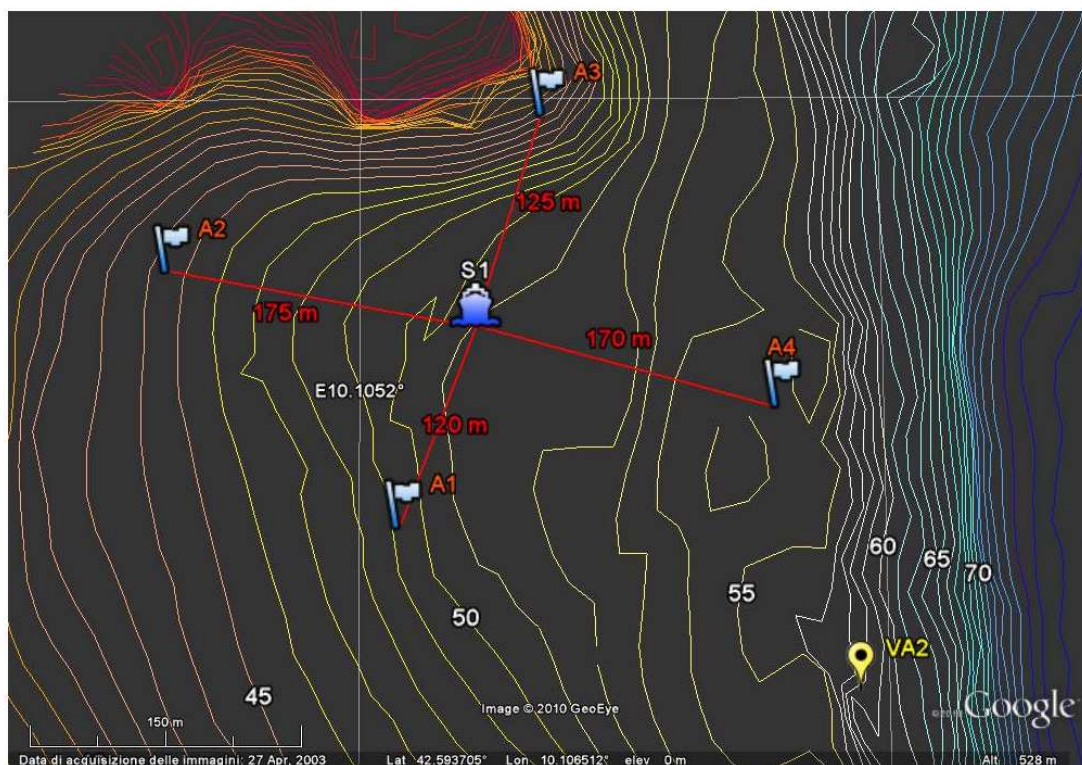 A3
125 m
A2
S1
175 m
170 m
A4
E10.1052°
120 m
A1
60
65
70
55
50
VA2
45
Image © 2010 GeoEye
Google
150 m
Data di acquisizione delle immagini: 27 Apr, 2003 Lat 42.593705° Lon 10.106512° elev 0 m Alt 528 m